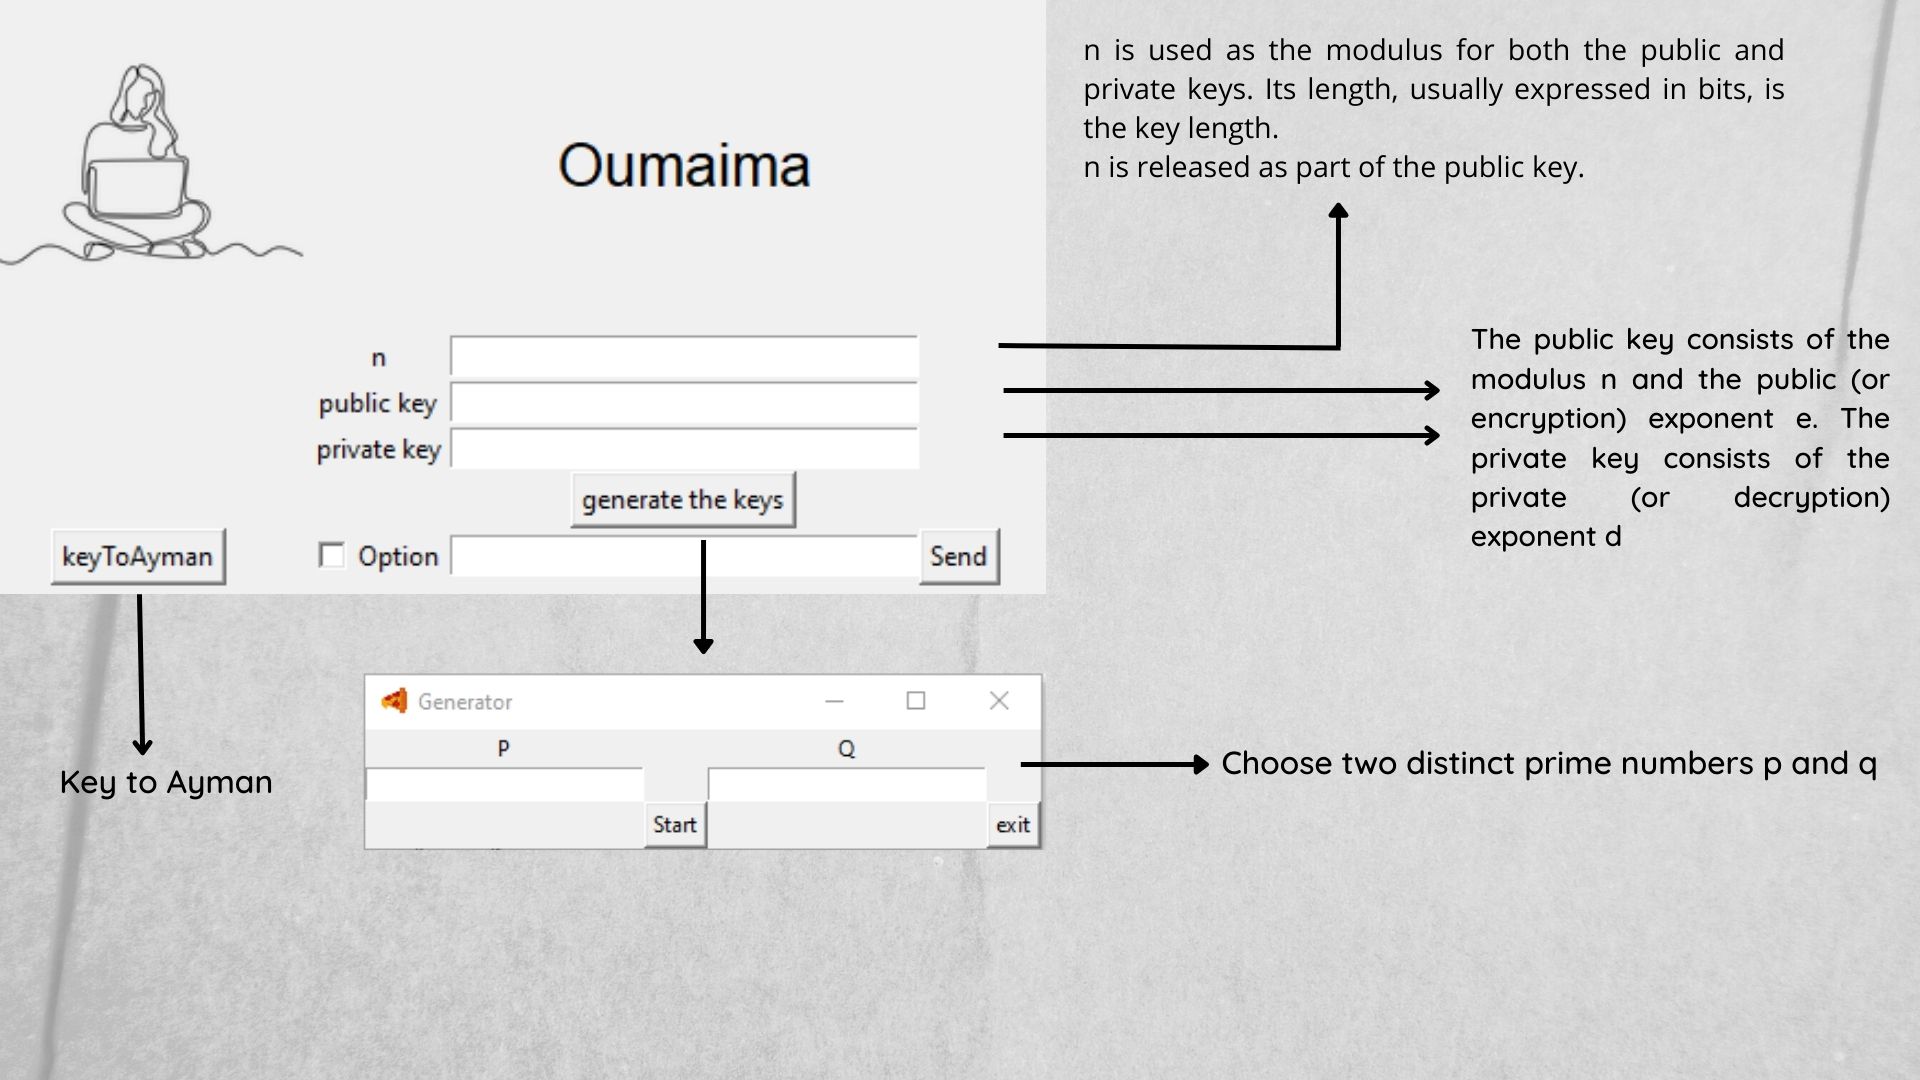 n is used as the modulus for both the public and
private keys. Its length, usually expressed in bits, is
the key length.
n is released as part of the public key.
Oumaima
n
public key
private key
generate the keys
keyToAyman
Option
Send
The public key consists of the
modulus n and the public (or
encryption) exponent e. The
private key consists of the
private (or decryption)
exponent d
Key to Ayman
Generator
P
Q
Start
exit
Choose two distinct prime numbers p and q